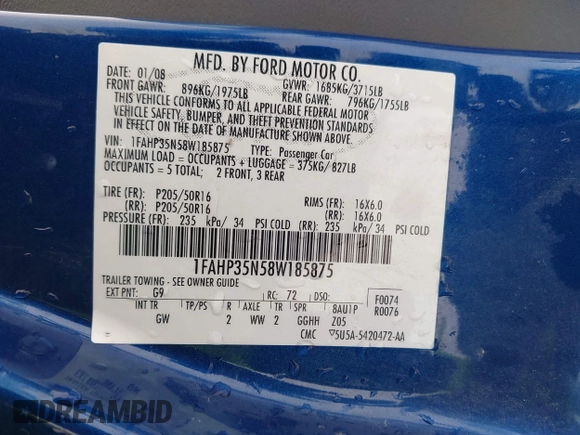 MFD. BY FORD MOTOR CO.
DATE: 01/08 GVWR: 1685KG/3715LB
FRONT GAWR: 896KG/1975LB REAR GAWR: 796KG/1755LB
THIS VEHICLE CONFORMS TO ALL APPLICABLE FEDERAL MOTOR
VEHICLE SAFETY, BUMPER, AND THEFT PREVENTION STANDARDS
IN EFFECT ON THE DATE OF MANUFACTURE SHOWN ABOVE.
VIN: 1FAHP35N58W185875 TYPE: Passenger Car
MAXIMUM LOAD = OCCUPANTS + LUGGAGE = 375KG/ 827LB
OCCUPANTS = 5 TOTAL; 2 FRONT, 3 REAR
TIRE (FR): P205/50R16 RIMS (FR): 16X6.0
(RR): P205/50R16 (RR): 16X6.0
PRESSURE (FR): 235 kPa/ 34 PSI COLD (RR): 235 kPa/ 34 PSI COLD
1FAHP35N58W185875
TRAILER TOWING - SEE OWNER GUIDE
EXT PNT: G9 RC: 72 DSO: F0074
INT TR TP/PS R AXLE TR SPR 8AUIP R0076
GW 2 WW 2 GGHH Z05
CMC 5U5A-5420472-AA
DREAMBID